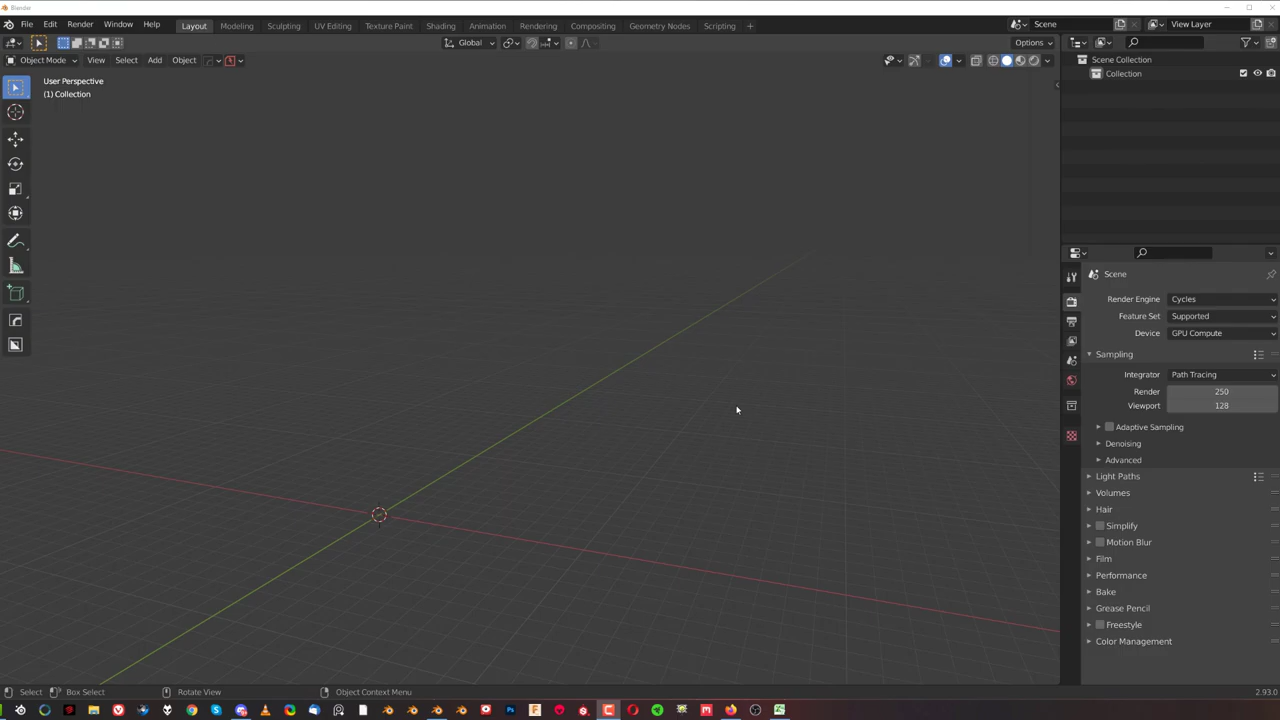 Blender
File Edit Render Window Help Layout Modeling Sculpting UV Editing Texture Paint Shading Animation Rendering Compositing Geometry Nodes Scripting + Scene View Layer
Global Options
Object Mode View Select Add Object
User Perspective
(1) Collection
Scene Collection
Collection
Scene
Render Engine Cycles
Feature Set Supported
Device GPU Compute
Sampling
Integrator Path Tracing
Render 250
Viewport 128
Adaptive Sampling
Denoising
Advanced
Light Paths
Volumes
Hair
Simplify
Motion Blur
Film
Performance
Bake
Grease Pencil
Freestyle
Color Management
Select Box Select Rotate View Object Context Menu 2.93.0